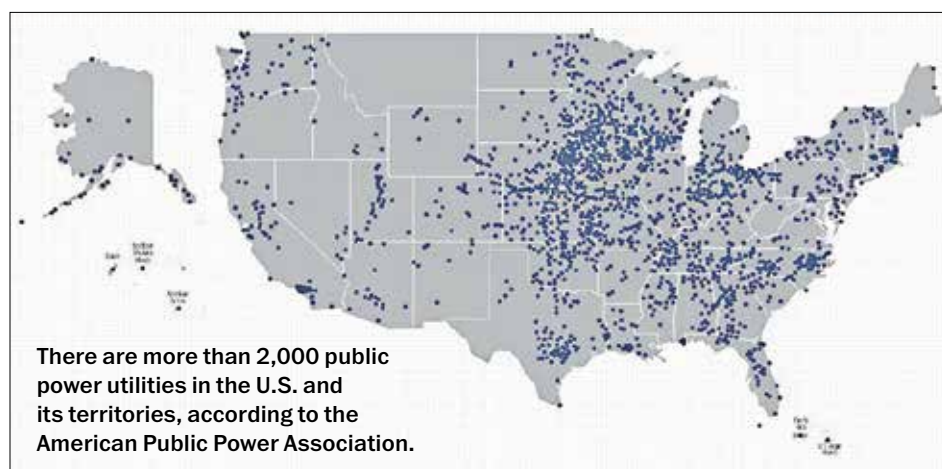 There are more than 2,000 public
power utilities in the U.S. and
its territories, according to the
American Public Power Association.